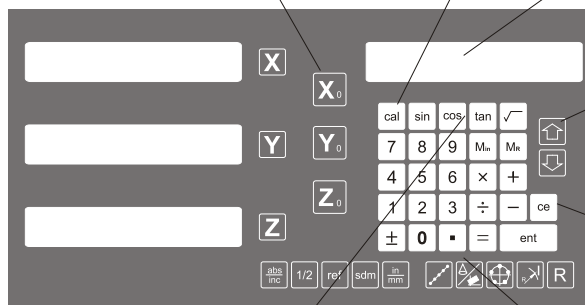 X
X0
cal sin cos tan √
Y
Y0
7 8 9 Min MR
4 5 6 × +
Z0
1 2 3 ÷ − ce
Z
± 0 ▪ = ent
abs
inc 1/2 ref sdm in
mm R R